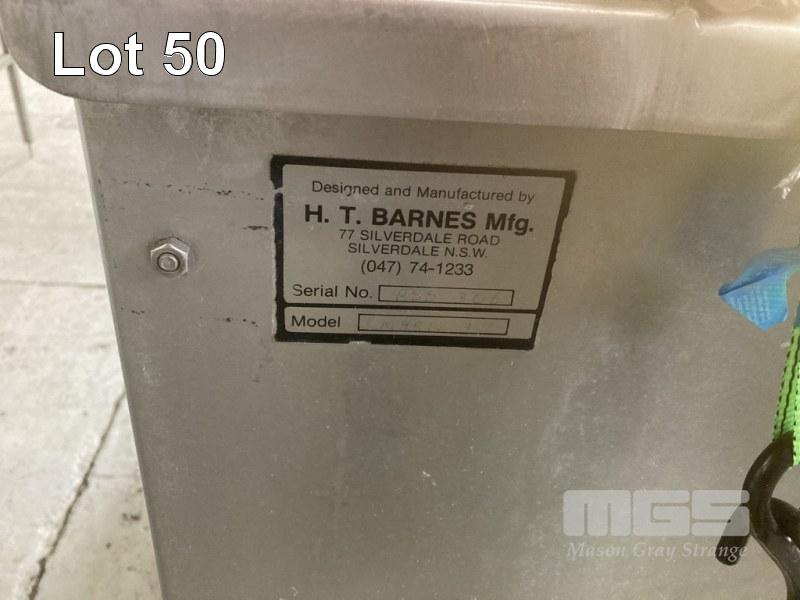 Lot 50
Designed and Manufactured by
H. T. BARNES Mfg.
77 SILVERDALE ROAD
SILVERDALE N.S.W.
(047) 74-1233
Serial No.
Model
MGS
Mason Gray Strange